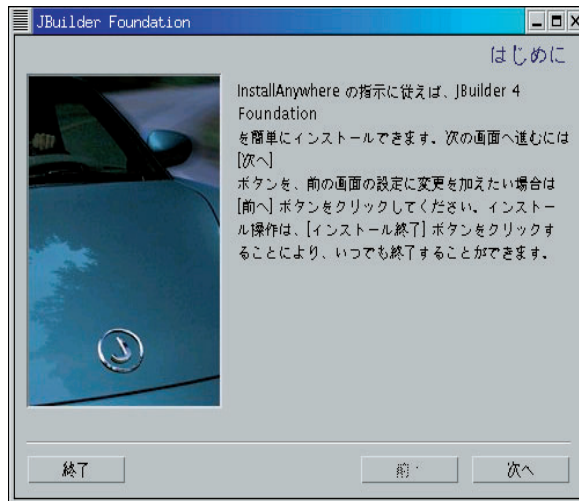 JBuilder Foundation
はじめに
InstallAnywhere の指示に従えば、JBuilder 4
Foundation
を簡単にインストールできます。次の画面へ進むには
[次へ]
ボタンを、前の画面の設定に変更を加えたい場合は
[前へ] ボタンをクリックしてください。インストー
ル操作は、[インストール終了] ボタンをクリックす
ることにより、いつでも終了することができます。
終了
前へ
次へ